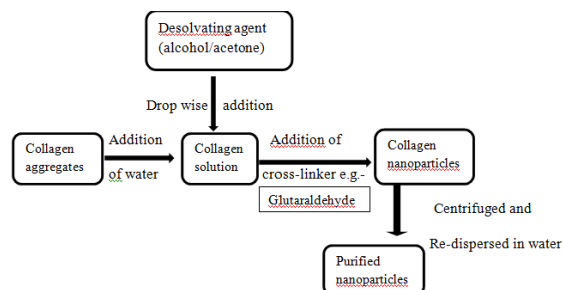 Desolvating agent
(alcohol/acetone)
Drop wise addition
Collagen
aggregates
Addition
of water
Collagen
solution
Addition of
cross-linker e.g.-
Glutaraldehyde
Collagen
nanoparticles
Centrifuged and
Re-dispersed in water
Purified
nanoparticles